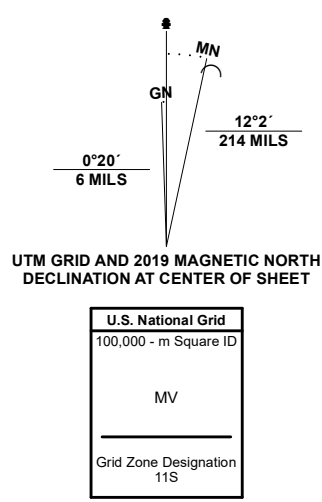 MN
GN
12°2´
214 MILS
0°20´
6 MILS
UTM GRID AND 2019 MAGNETIC NORTH
DECLINATION AT CENTER OF SHEET
U.S. National Grid
100,000 - m Square ID
MV
Grid Zone Designation
11S